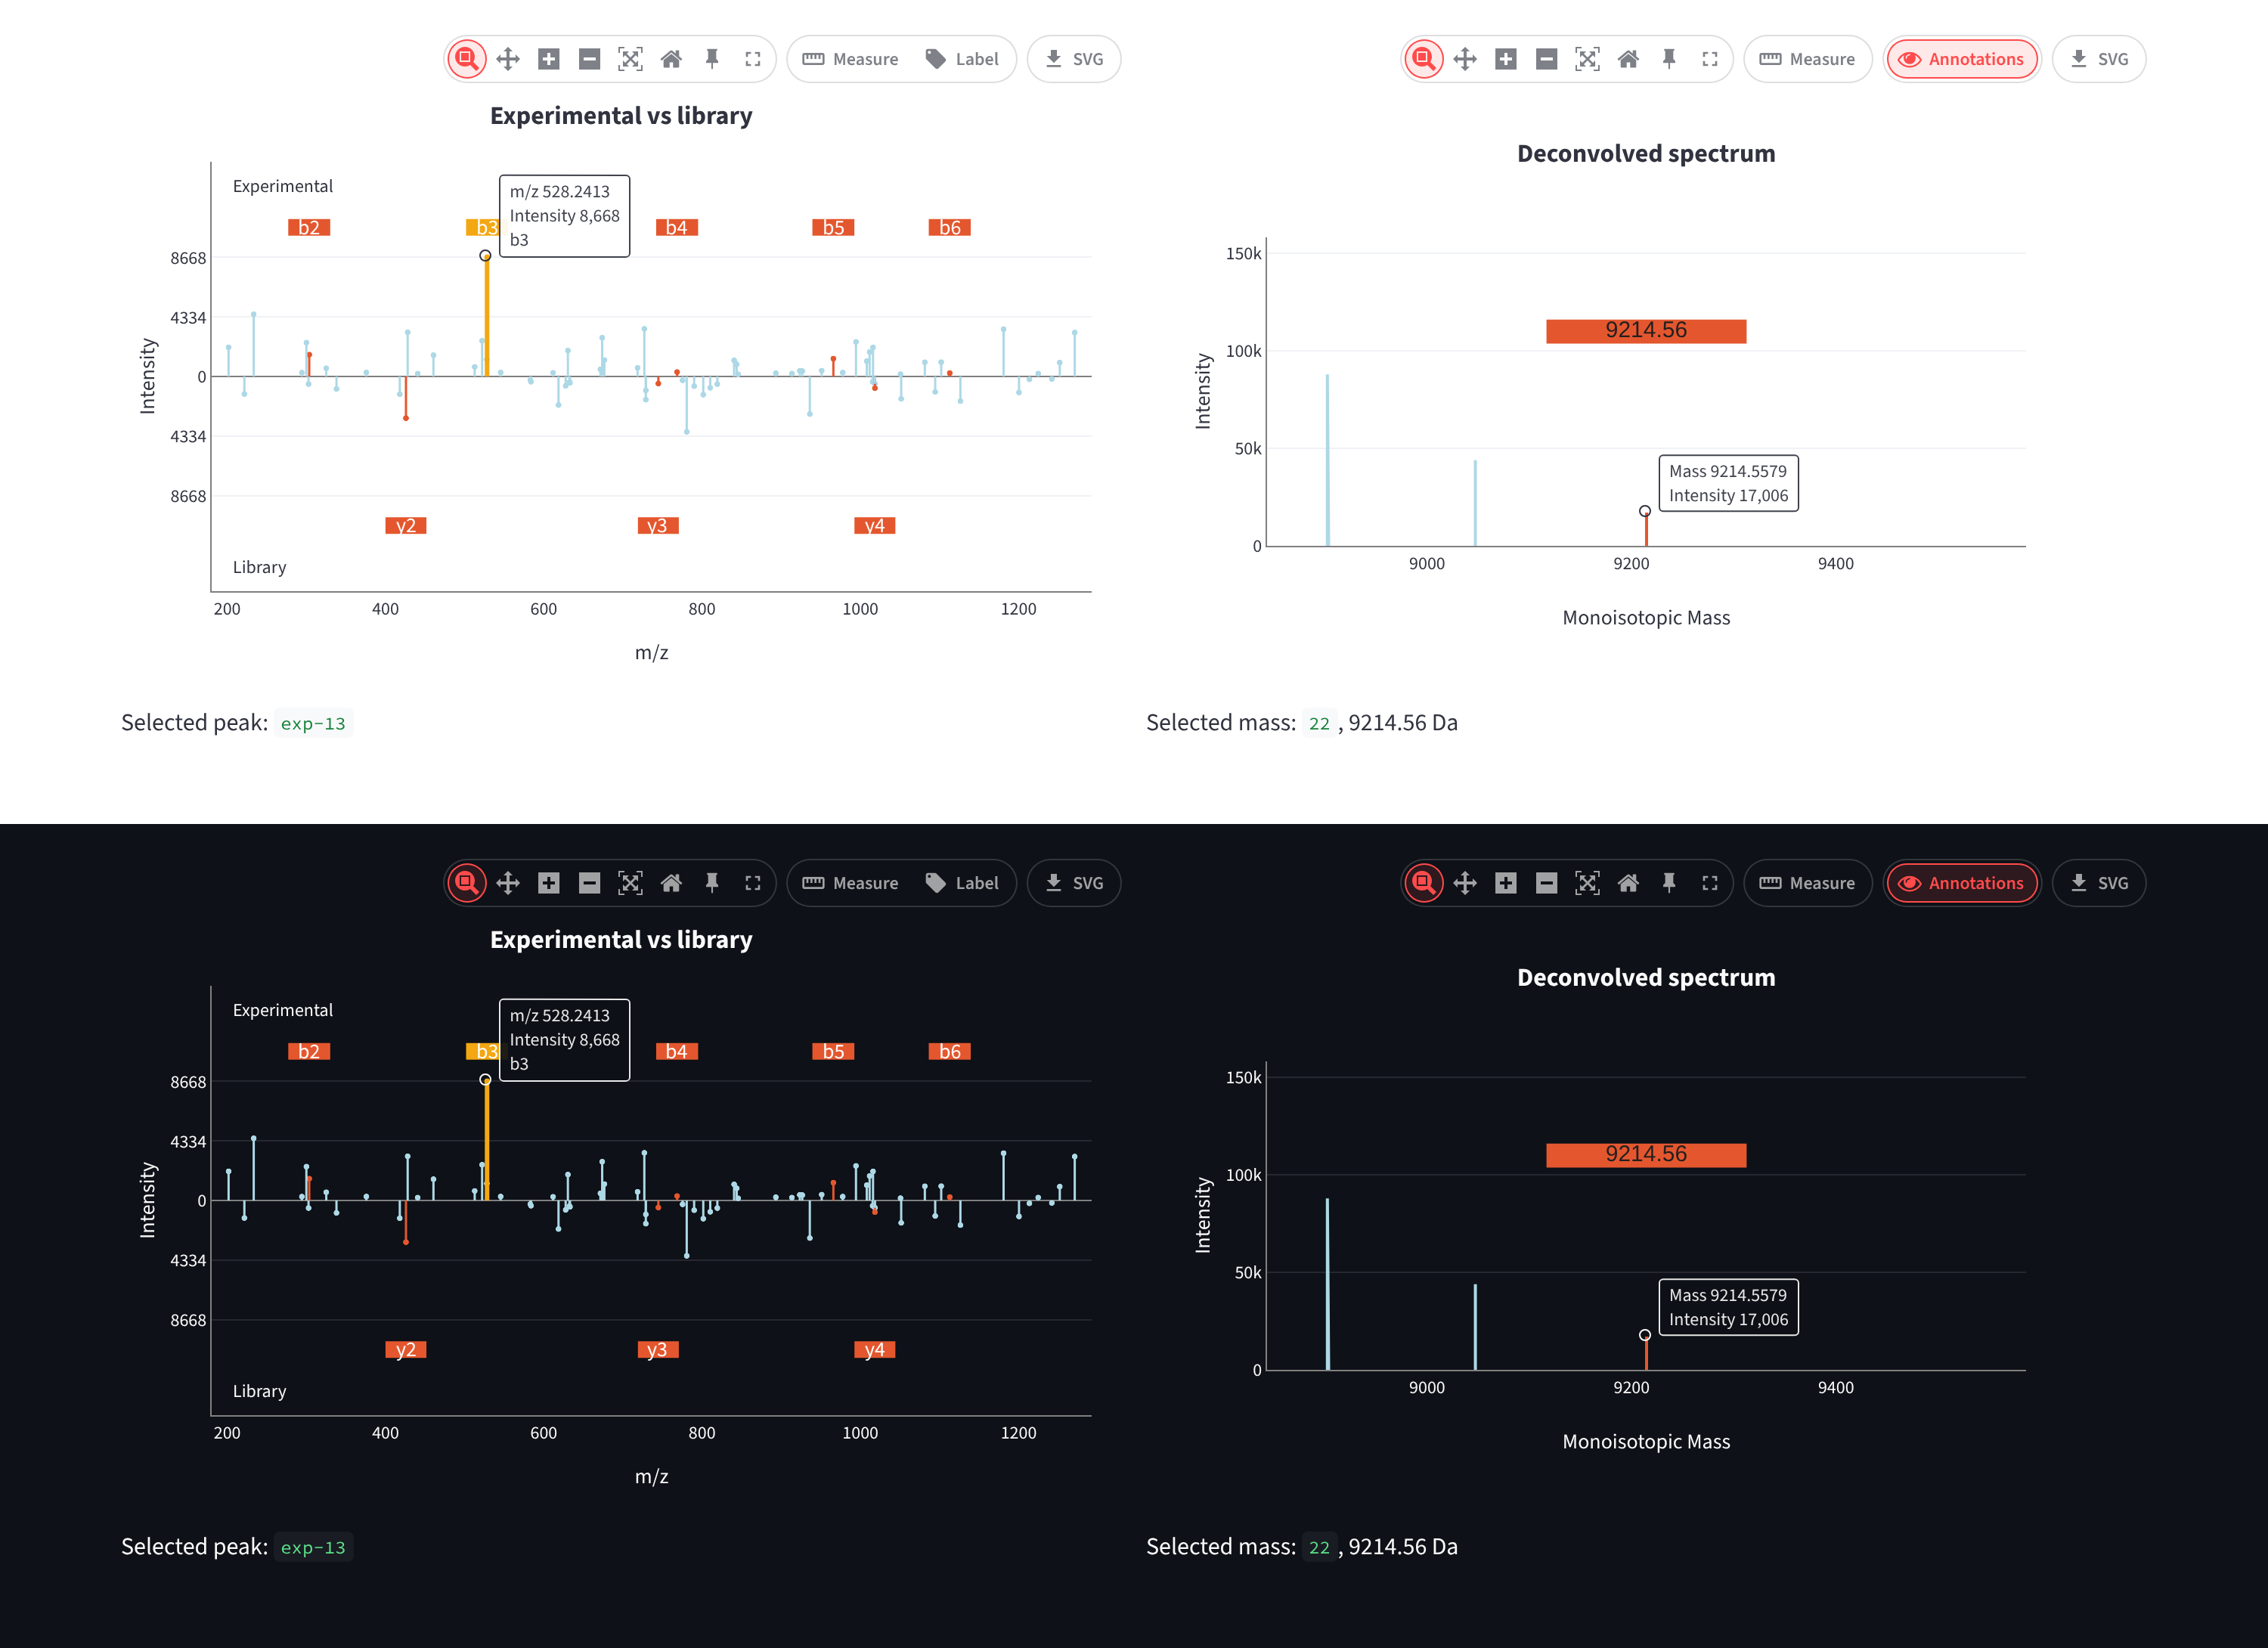 Measure Label SVG
Experimental vs library
Experimental
m/z 528.2413
Intensity 8,668
b3
b2 b3 b4 b5 b6
8668
4334
0
4334
8668
Intensity
y2 y3 y4
Library
200 400 600 800 1000 1200
m/z
Selected peak: exp-13
Measure Annotations SVG
Deconvolved spectrum
150k
100k
50k
0
Intensity
9214.56
Mass 9214.5579
Intensity 17,006
9000 9200 9400
Monoisotopic Mass
Selected mass: 22 , 9214.56 Da
Measure Label SVG
Experimental vs library
Experimental
m/z 528.2413
Intensity 8,668
b3
b2 b3 b4 b5 b6
8668
4334
0
4334
8668
Intensity
y2 y3 y4
Library
200 400 600 800 1000 1200
m/z
Selected peak: exp-13
Measure Annotations SVG
Deconvolved spectrum
150k
100k
50k
0
Intensity
9214.56
Mass 9214.5579
Intensity 17,006
9000 9200 9400
Monoisotopic Mass
Selected mass: 22 , 9214.56 Da